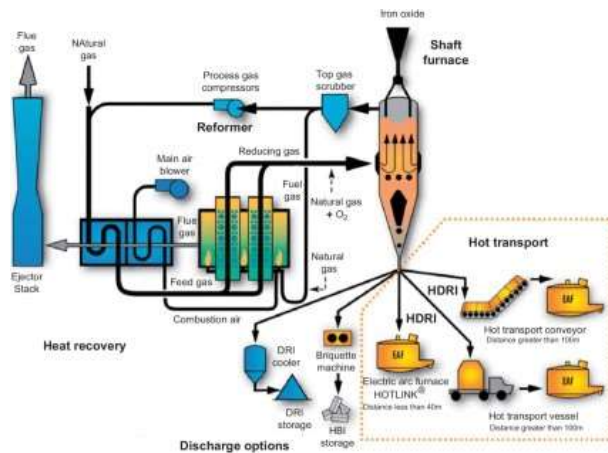 Iron oxide
Flue
gas
NAtural
gas
Process gas
compressors
Top gas
scrubber
Shaft
furnace
Reformer
Reducing gas
Main air
blower
Fuel
gas
Natural gas
+ O2
Flue
gas
Natural
gas
Feed gas
Combustion air
Ejector
Stack
Heat recovery
Hot transport
HDRI
HDRI
EAF
Hot transport conveyor
Distance greater than 100m
DRI
cooler
DRI
storage
Briquette
machine
HBI
storage
EAF
Electric arc furnace
HOTLINK®
Distance less than 40m
EAF
Hot transport vessel
Distance greater than 100m
Discharge options